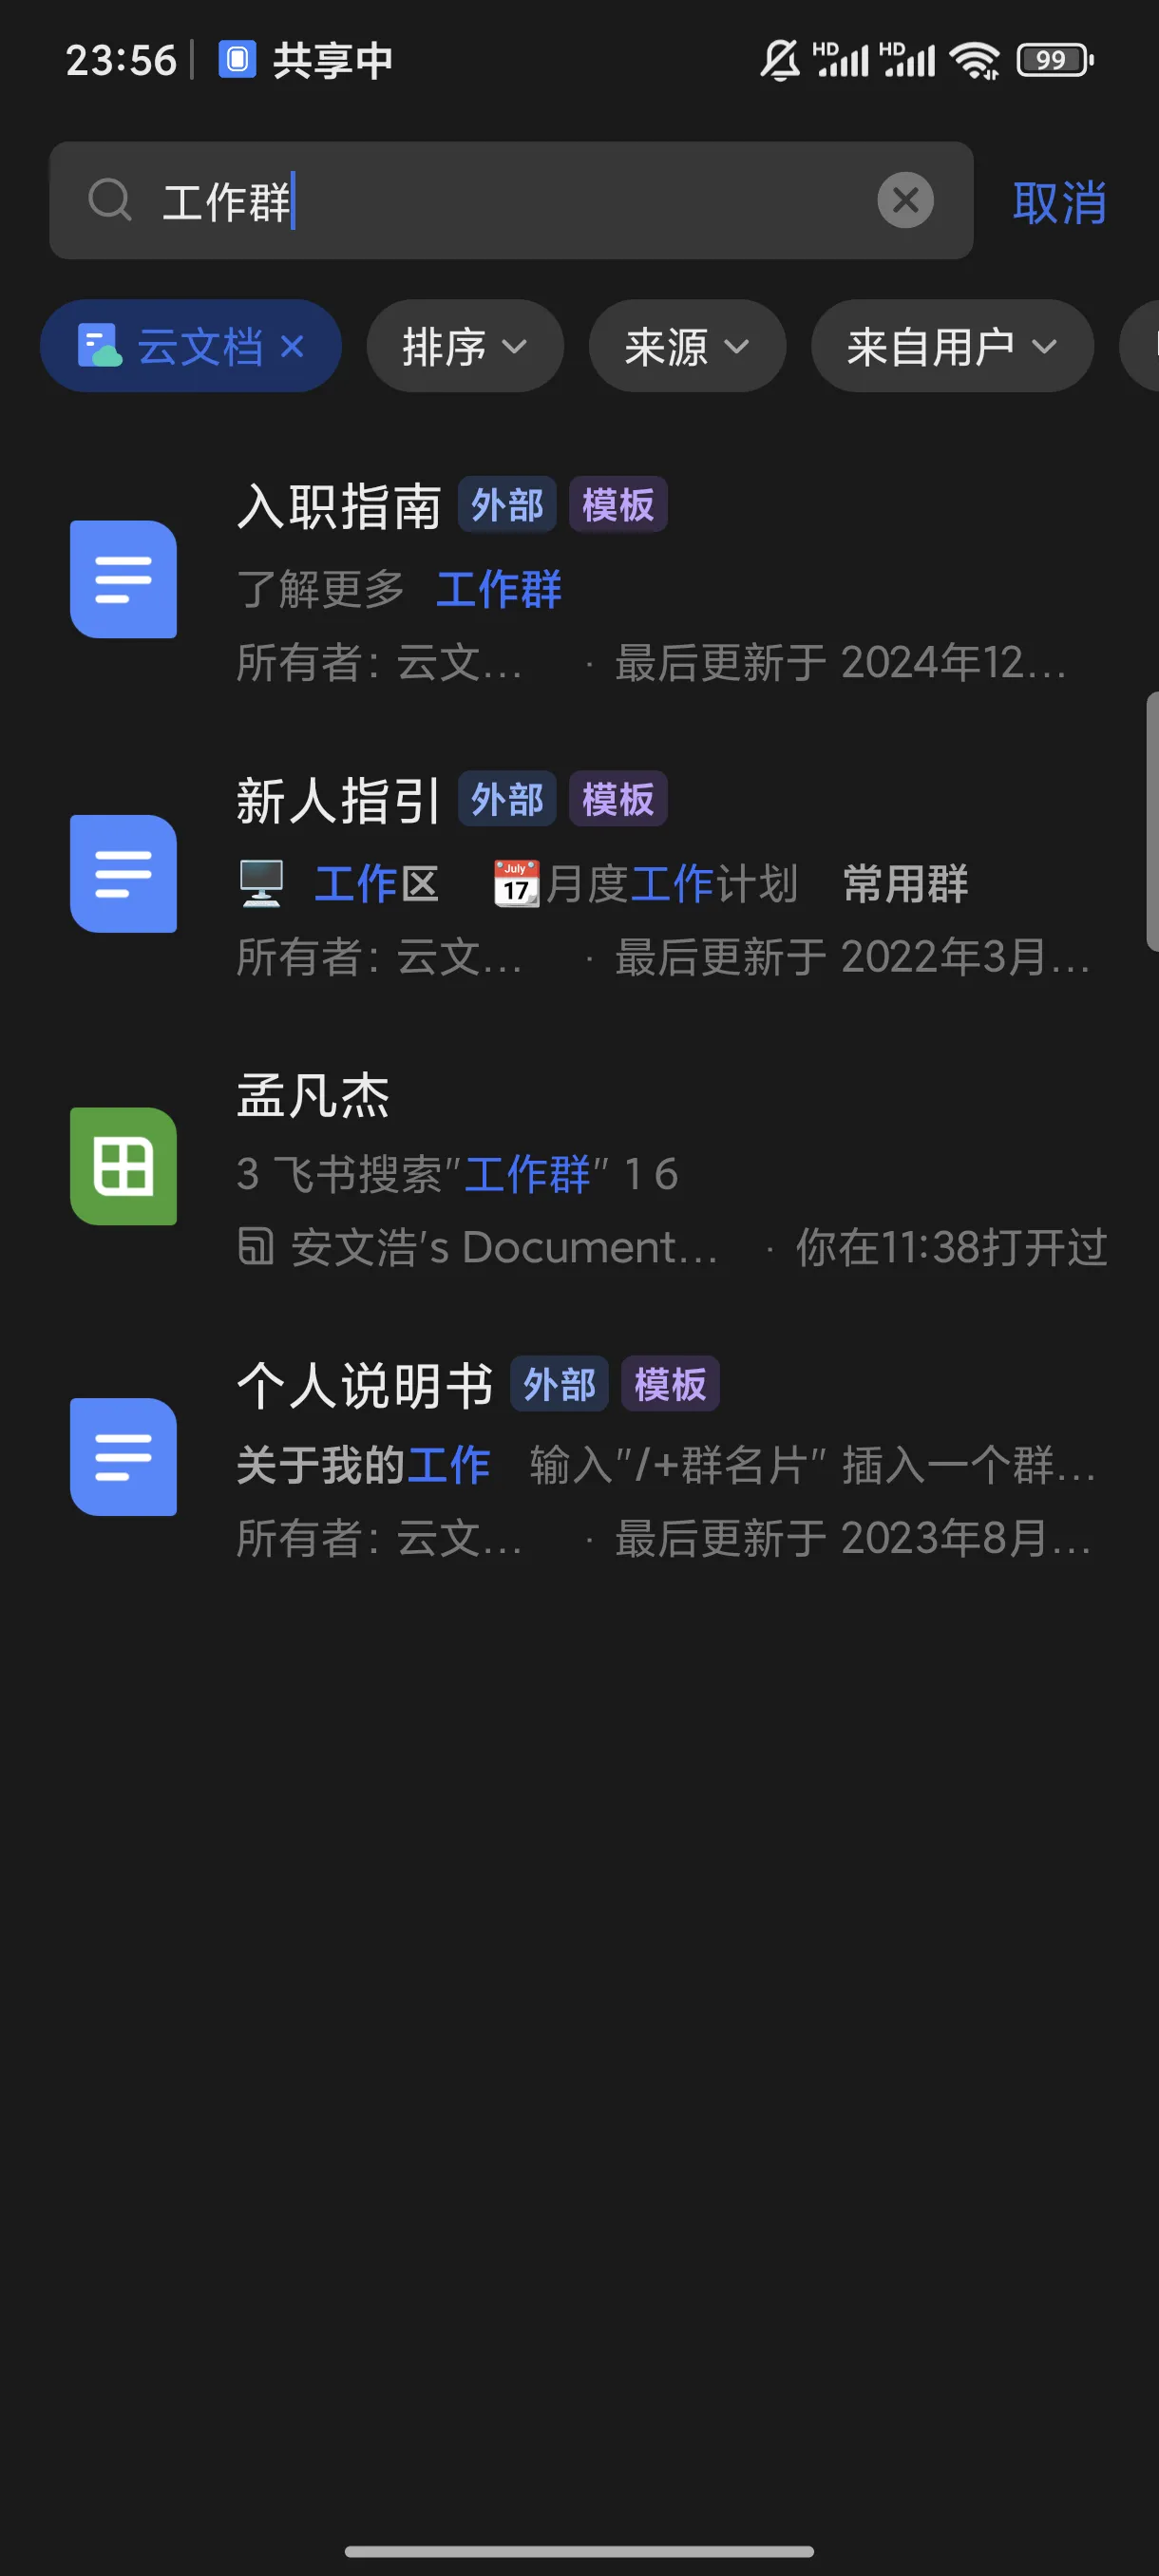 23:56 共享中 HD HD 99
工作群 取消
云文档 排序 来源 来自用户
入职指南 外部 模板
了解更多 工作群
所有者：云文... · 最后更新于 2024年12...
新人指引 外部 模板
工作区 July 17 月度工作计划 常用群
所有者：云文... · 最后更新于 2022年3月...
孟凡杰
3 飞书搜索"工作群" 1 6
安文浩's Document... · 你在11:38打开过
个人说明书 外部 模板
关于我的工作 输入"/+群名片" 插入一个群...
所有者：云文... · 最后更新于 2023年8月...